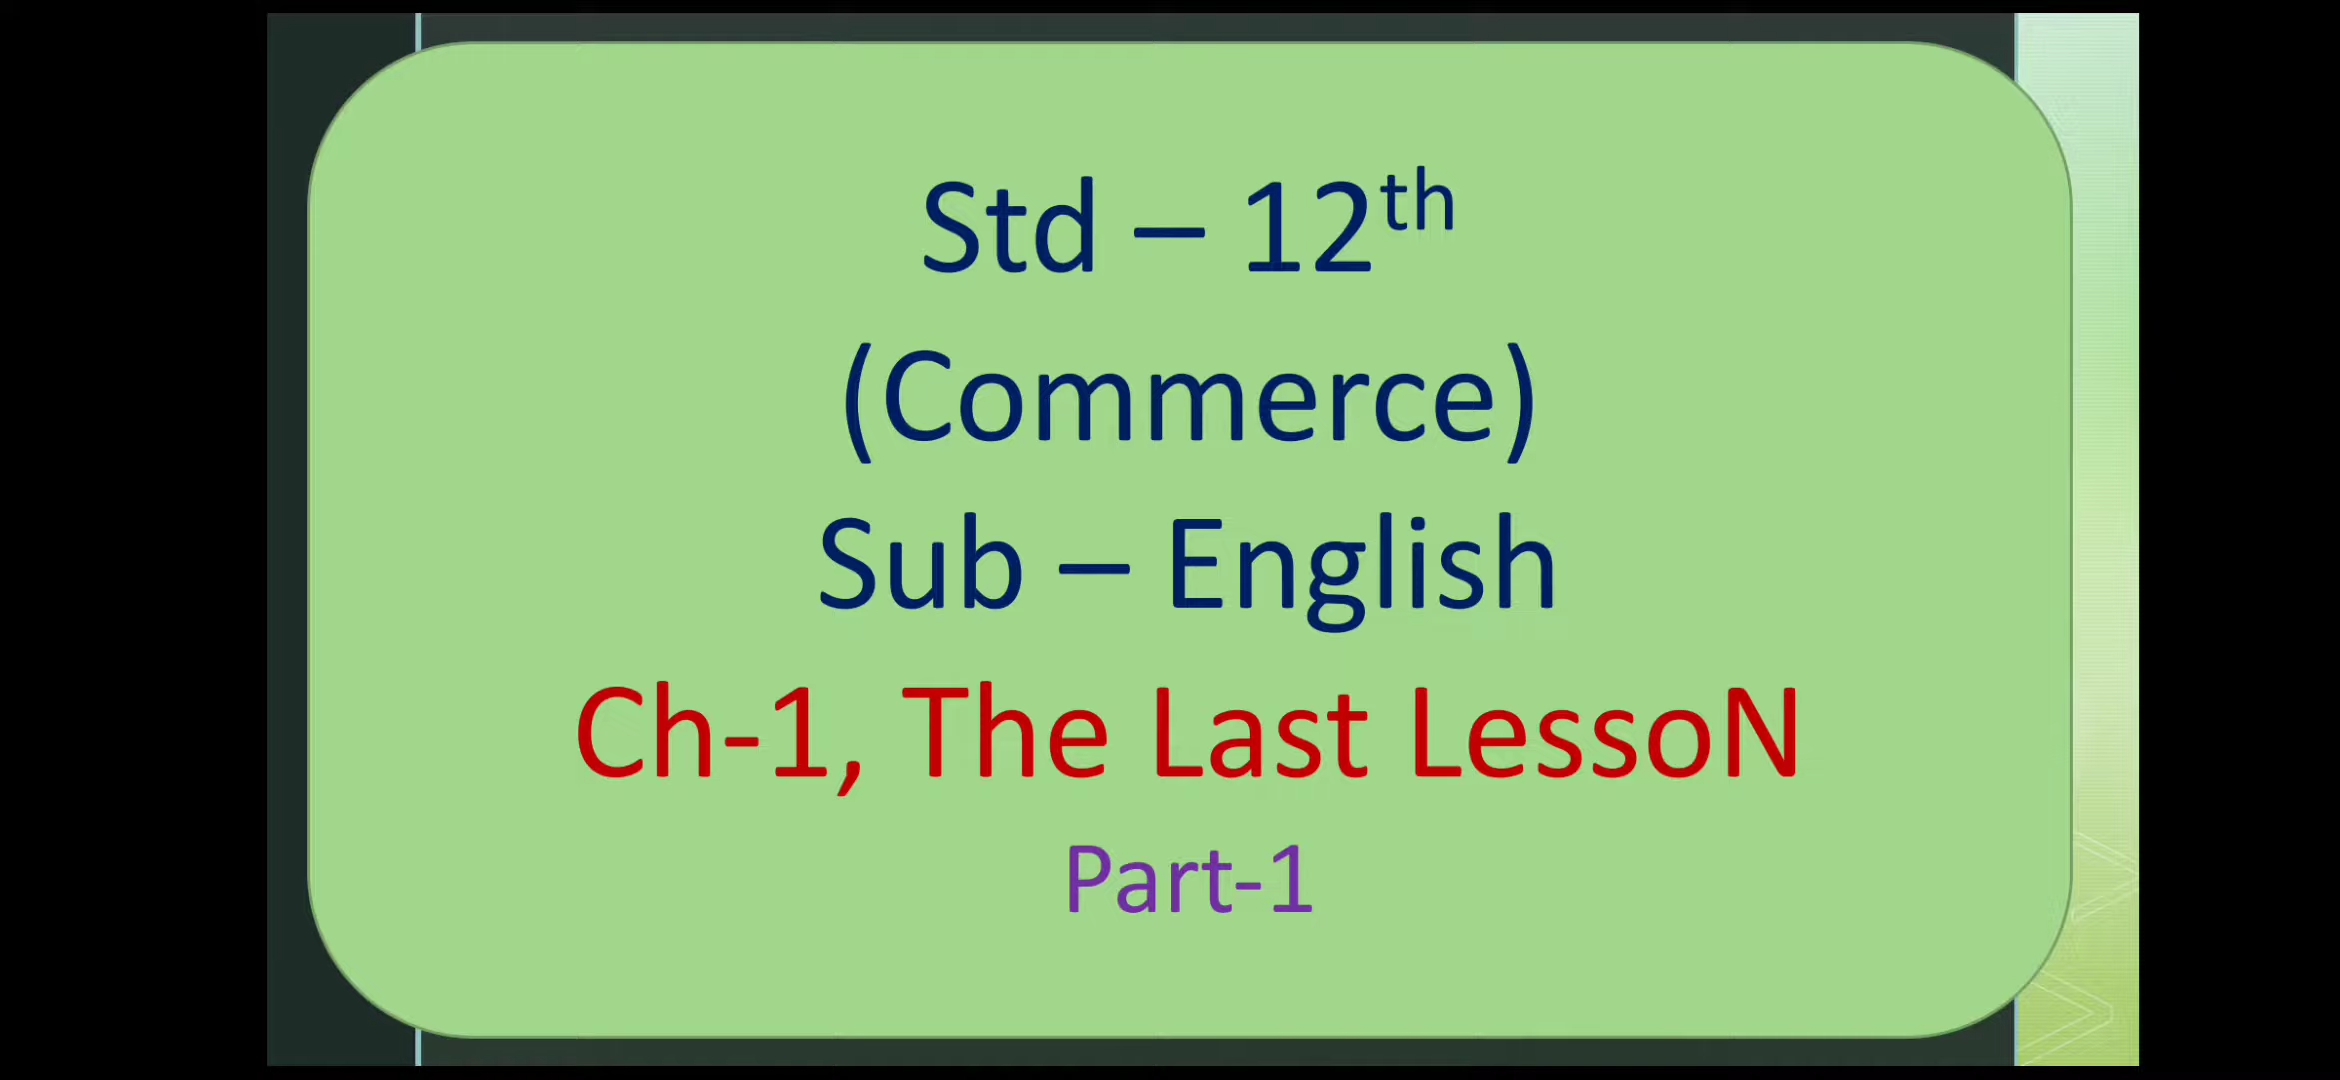 Std – 12th
(Commerce)
Sub – English
Ch-1, The Last LessoN
Part-1